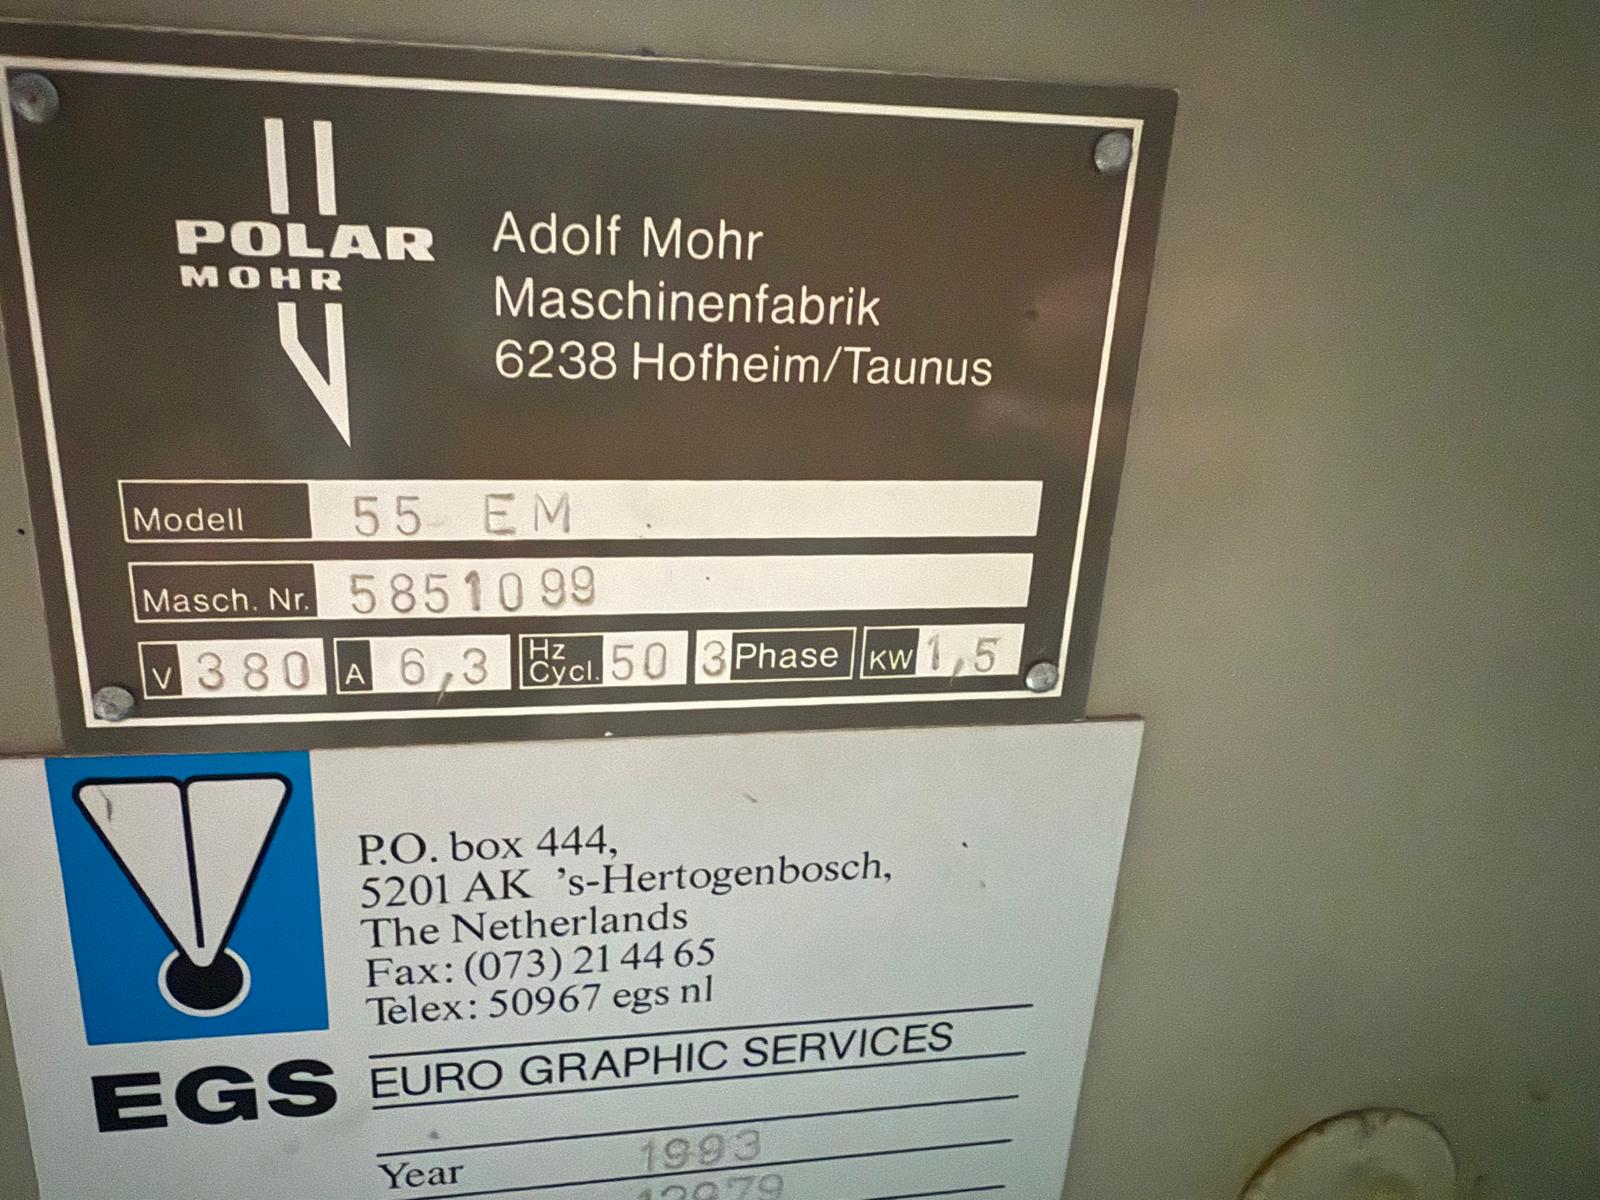 POLAR
MOHR
Adolf Mohr
Maschinenfabrik
6238 Hofheim/Taunus
Modell 55 EM
Masch. Nr. 5851099
V 380 A 6,3 Hz Cycl. 50 3 Phase KW 1,5
P.O. box 444,
5201 AK 's-Hertogenbosch,
The Netherlands
Fax: (073) 21 44 65
Telex: 50967 egs nl
EGS EURO GRAPHIC SERVICES
Year 1993